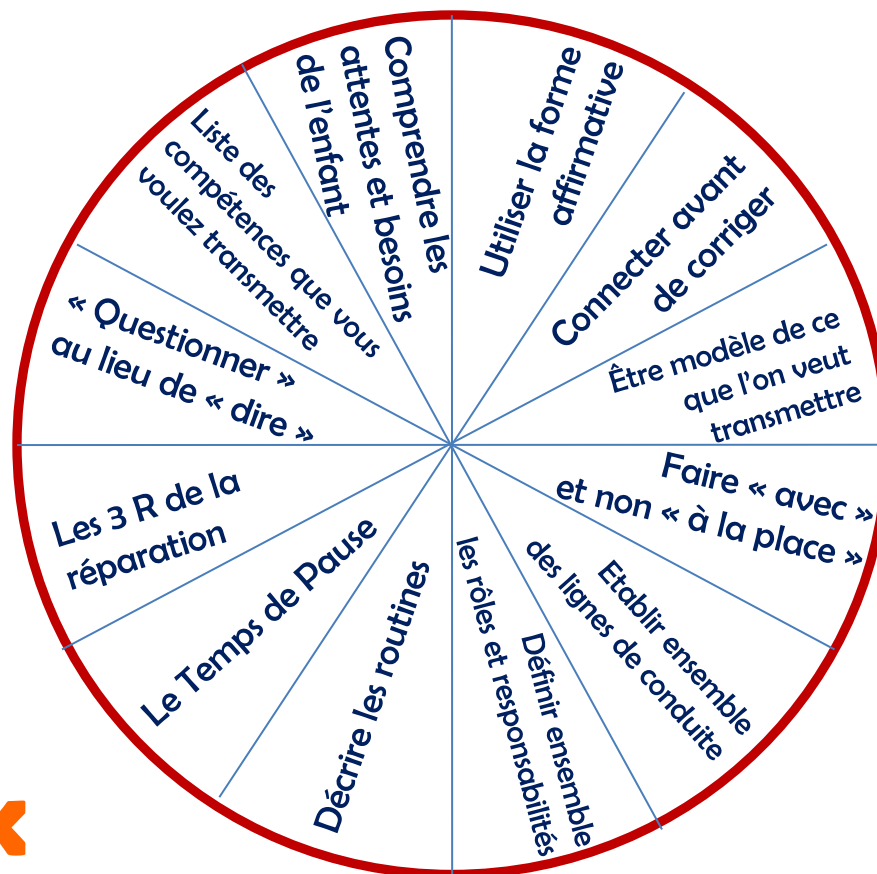 Utiliser la forme
affirmative
Connecter avant
de corriger
Être modèle de ce
que l'on veut
transmettre
Faire « avec »
et non « à la place »
Etablir ensemble
des lignes de conduite
Définir ensemble
les rôles et responsabilités
Décrire les routines
Le Temps de Pause
Les 3 R de la
réparation
« Questionner »
au lieu de « dire »
Liste des
compétences que vous
voulez transmettre
Comprendre les
attentes et besoins
de l'enfant